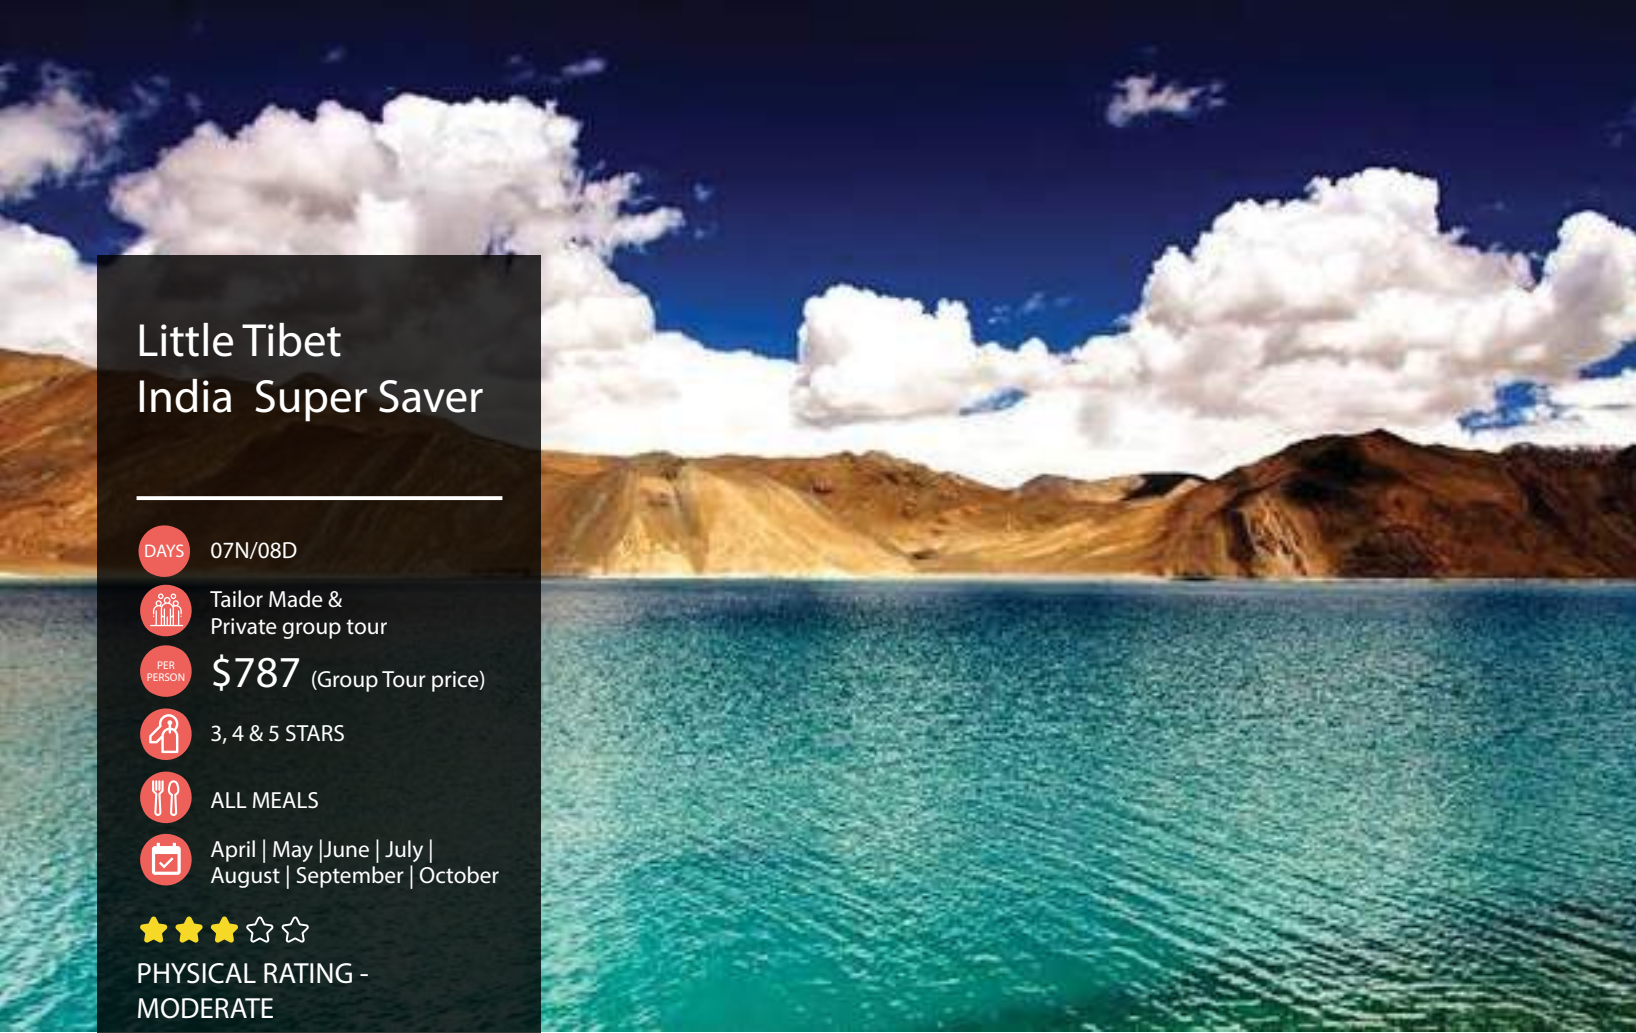 Little Tibet
India  Super Saver
DAYS
07N/08D
Tailor Made &
Private group tour
PER
PERSON
$787 (Group Tour price)
3, 4 & 5 STARS
ALL MEALS
April | May |June | July |
August | September | October
PHYSICAL RATING -
MODERATE